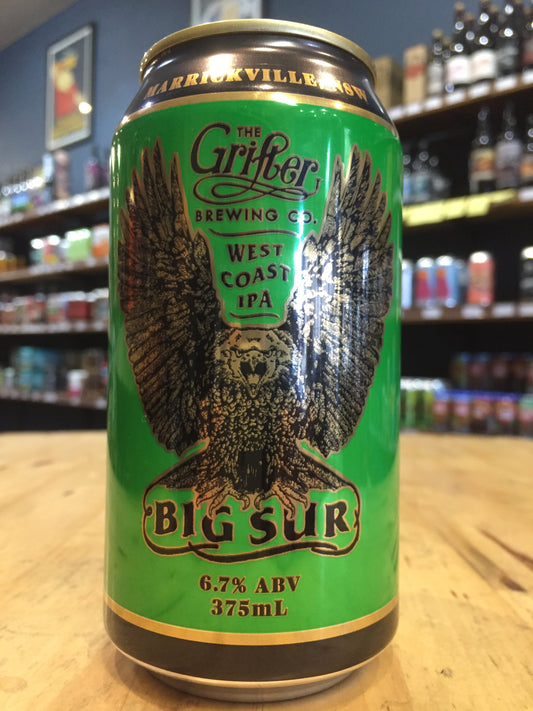 MARRICKVILLE NSW
THE
Grifter
BREWING CO.
WEST
COAST
IPA
BIG SUR
6.7% ABV
375mL